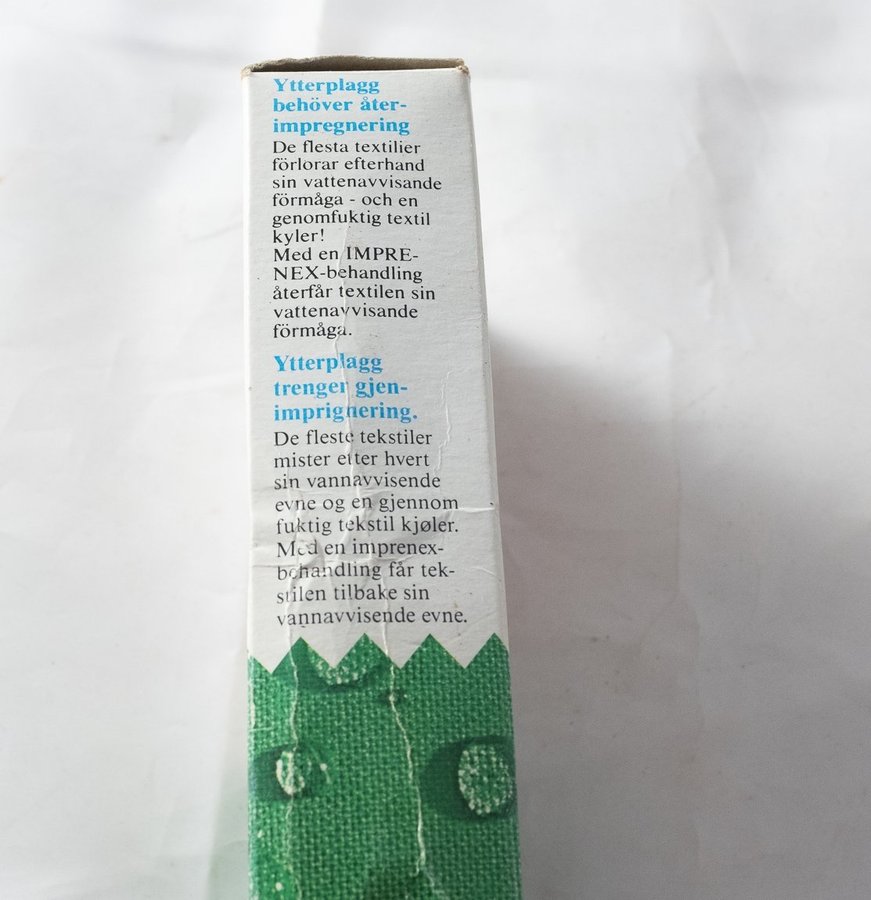 Ytterplagg
behöver åter-
impregnering
De flesta textilier
förlorar efterhand
sin vattenavvisande
förmåga - och en
genomfuktig textil
kyler!
Med en IMPRE-
NEX-behandling
återfår textilen sin
vattenavvisande
förmåga.
Ytterplagg
trenger gjen-
imprignering.
De fleste tekstiler
mister etter hvert
sin vannavvisende
evne og en gjennom
fuktig tekstil kjøler.
Med en imprenex-
behandling får tek-
stilen tilbake sin
vannavvisende evne.